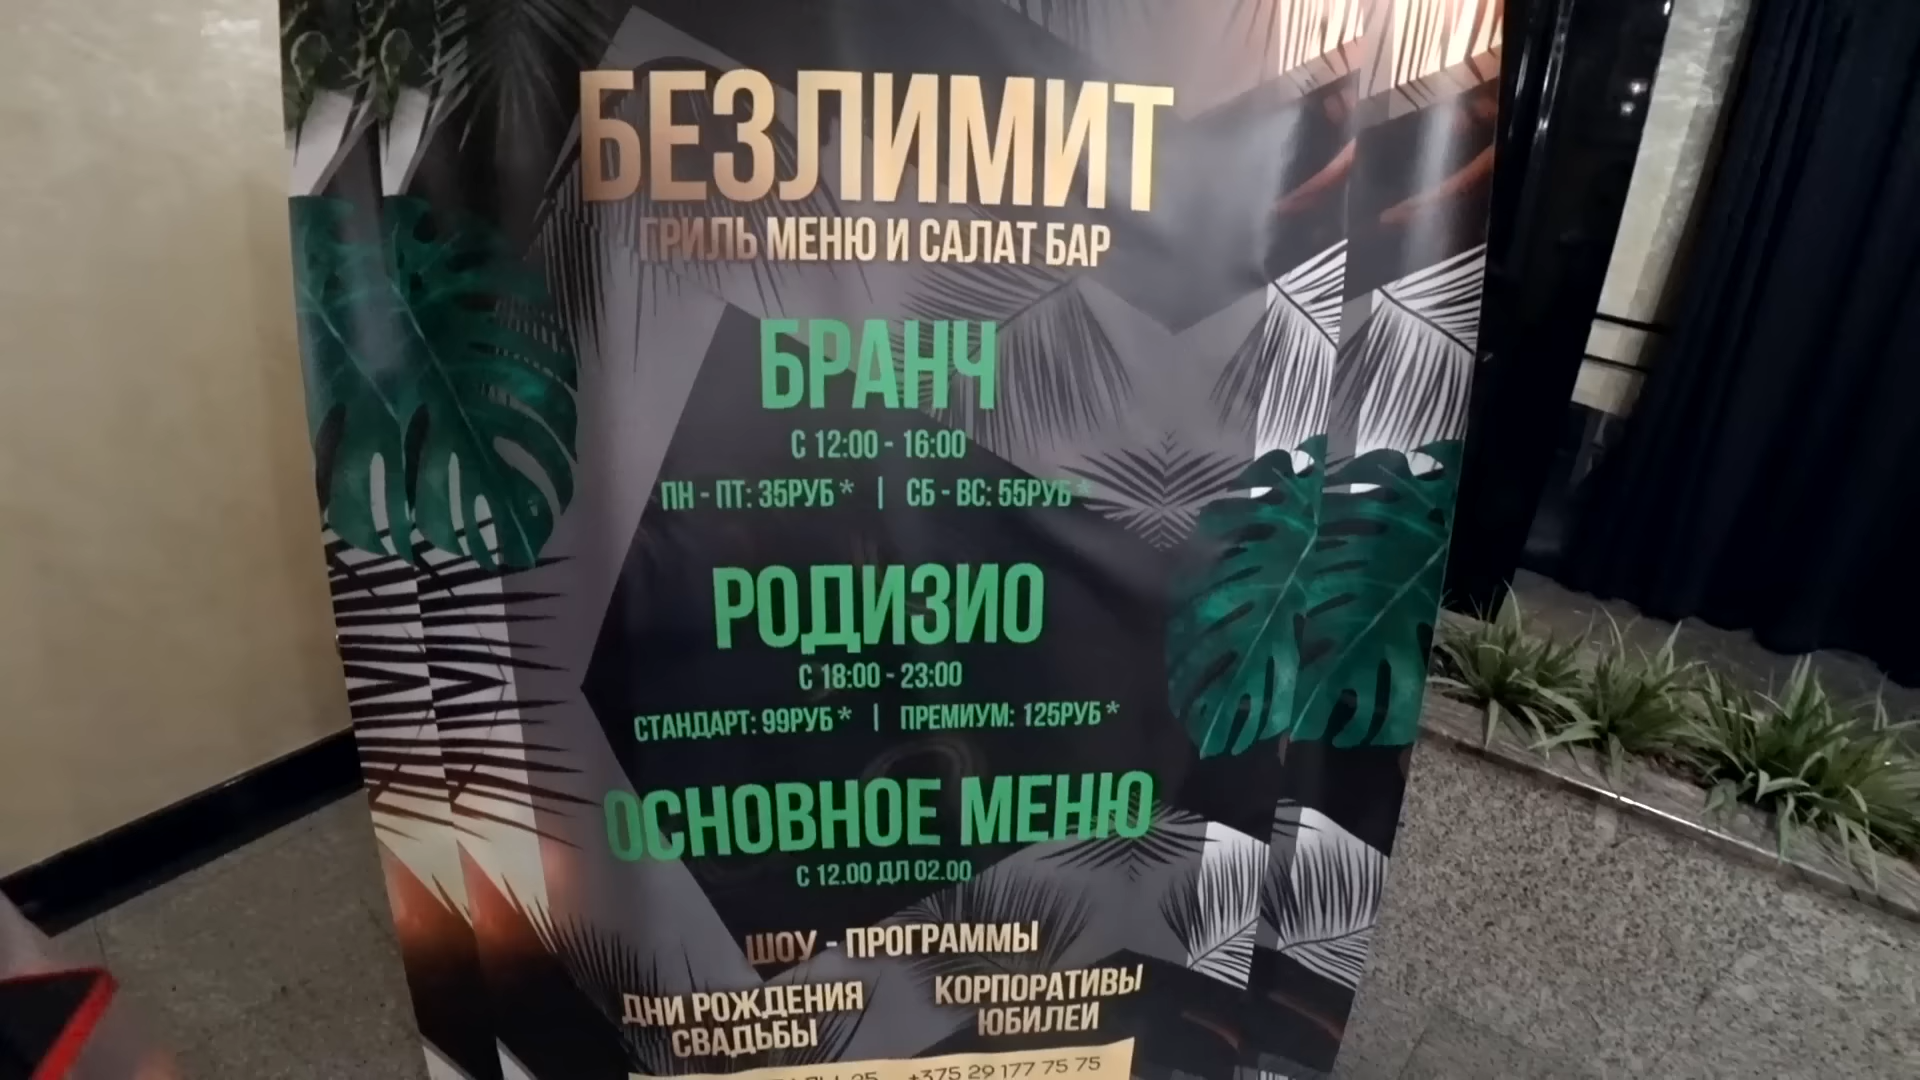 БЕЗЛИМИТ
ГРИЛЬ МЕНЮ И САЛАТ БАР
БРАНЧ
С 12:00 - 16:00
ПН - ПТ: 35РУБ* | СБ - ВС: 55РУБ*
РОДИЗИО
С 18:00 - 23:00
СТАНДАРТ: 99РУБ* | ПРЕМИУМ: 125РУБ*
ОСНОВНОЕ МЕНЮ
С 12.00 ДЛ 02.00
ШОУ - ПРОГРАММЫ
ДНИ РОЖДЕНИЯ КОРПОРАТИВЫ
СВАДЬБЫ ЮБИЛЕИ
+375 29 177 75 75